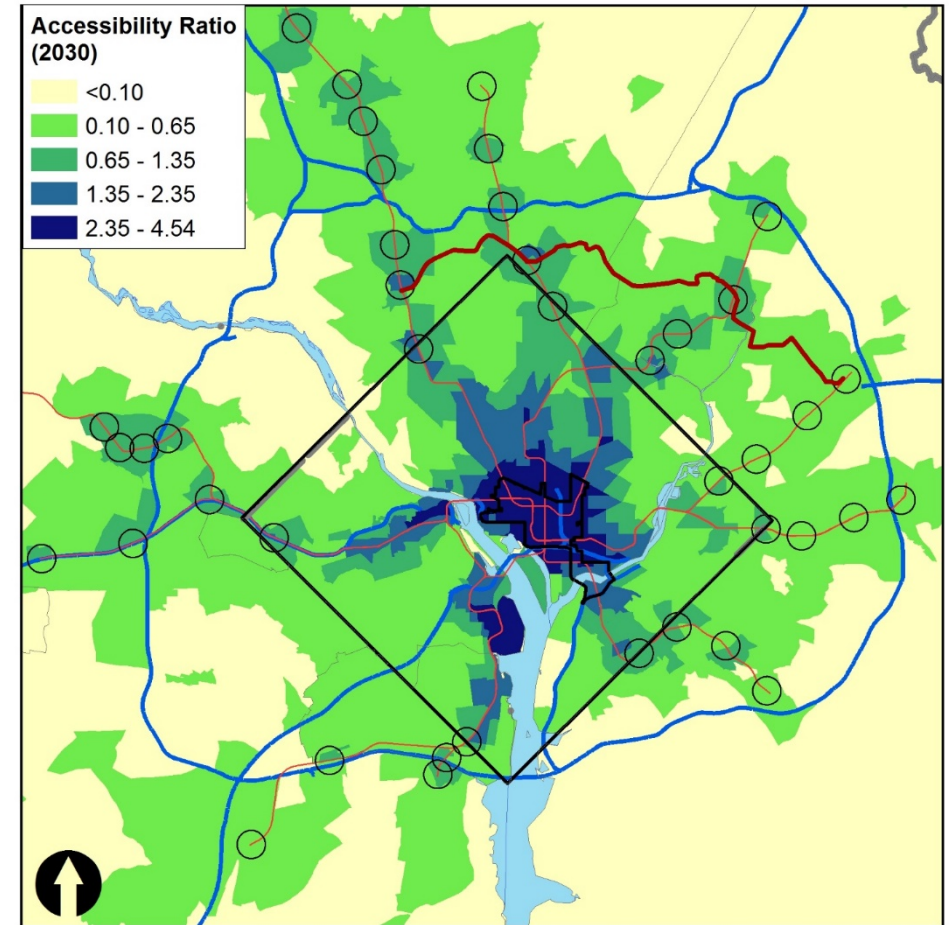 Accessibility Ratio
(2030)
<0.10
0.10 - 0.65
0.65 - 1.35
1.35 - 2.35
2.35 - 4.54